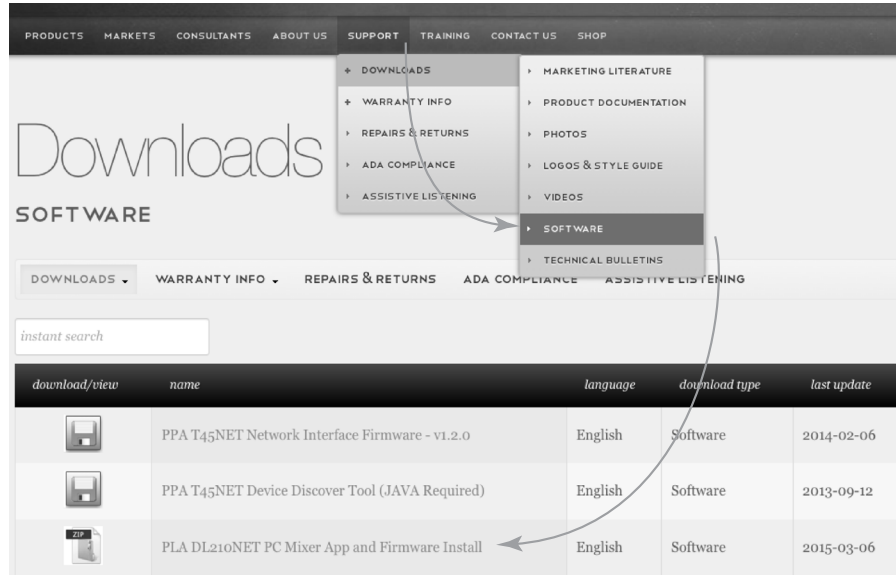 PRODUCTS MARKETS CONSULTANTS ABOUT US SUPPORT TRAINING CONTACT US SHOP
DOWNLOADS
WARRANTY INFO
REPAIRS & RETURNS
ADA COMPLIANCE
ASSISTIVE LISTENING
MARKETING LITERATURE
PRODUCT DOCUMENTATION
PHOTOS
LOGOS & STYLE GUIDE
VIDEOS
SOFTWARE
TECHNICAL BULLETINS
Downloads
SOFTWARE
DOWNLOADS WARRANTY INFO REPAIRS & RETURNS ADA COMPLIANCE ASSISTIVE LISTENING
instant search
download/view name language download type last update
PPA T45NET Network Interface Firmware - v1.2.0 English Software 2014-02-06
PPA T45NET Device Discover Tool (JAVA Required) English Software 2013-09-12
ZIP PLA DL210NET PC Mixer App and Firmware Install English Software 2015-03-06